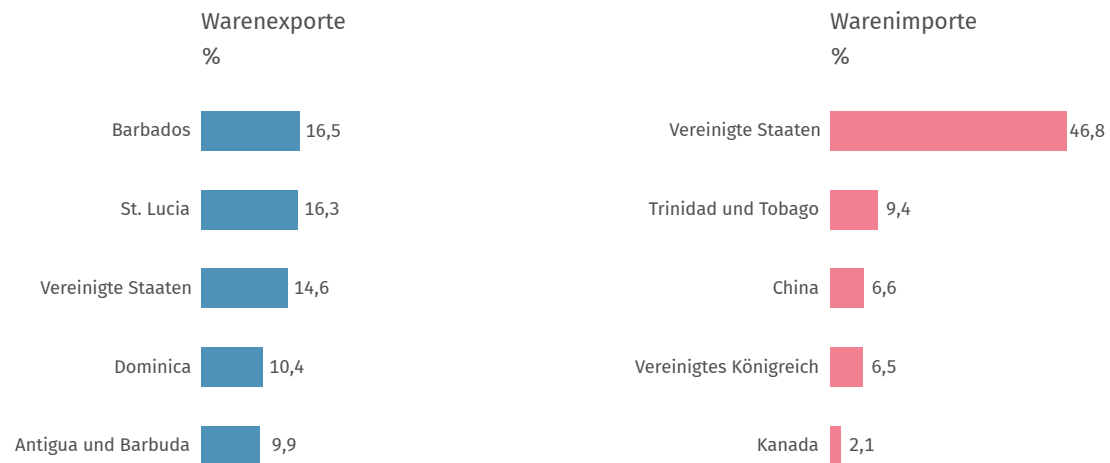 Warenexporte
%
Barbados 16,5
St. Lucia 16,3
Vereinigte Staaten 14,6
Dominica 10,4
Antigua und Barbuda 9,9
Warenimporte
%
Vereinigte Staaten 46,8
Trinidad und Tobago 9,4
China 6,6
Vereinigtes Königreich 6,5
Kanada 2,1